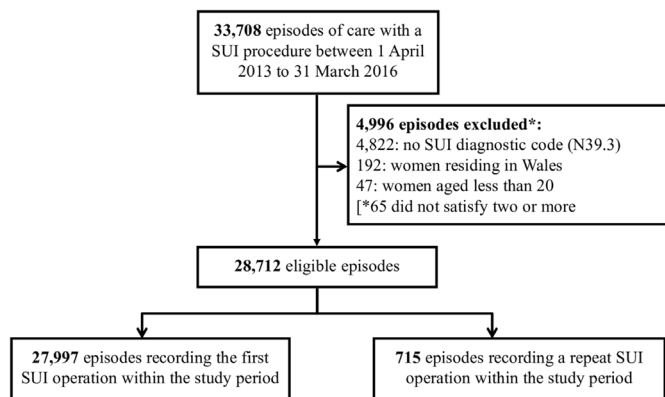 33,708 episodes of care with a
SUI procedure between 1 April
2013 to 31 March 2016
4,996 episodes excluded*:
4,822: no SUI diagnostic code (N39.3)
192: women residing in Wales
47: women aged less than 20
[*65 did not satisfy two or more
28,712 eligible episodes
27,997 episodes recording the first
SUI operation within the study period
715 episodes recording a repeat SUI
operation within the study period